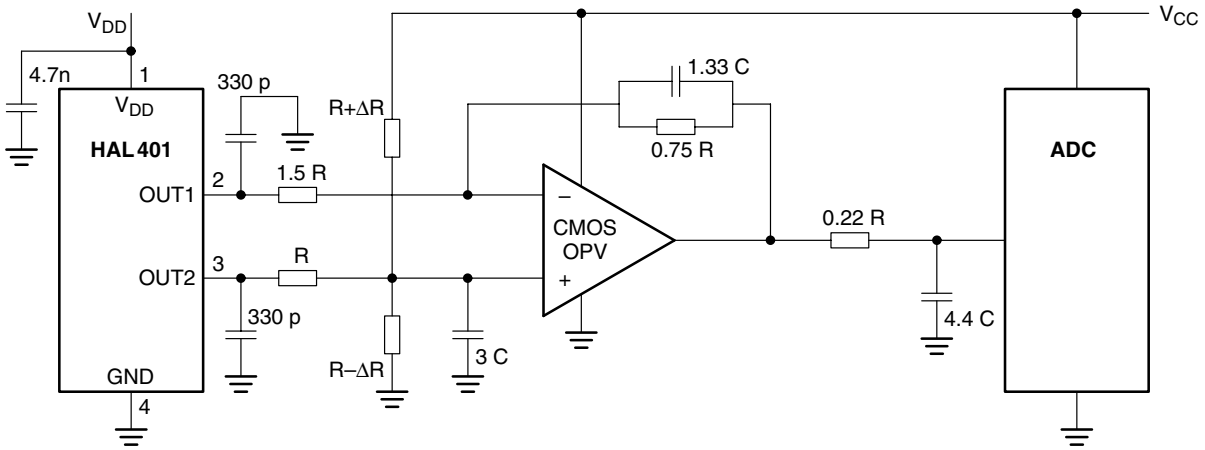 V_DD
V_CC
4.7n
1
330 p
1.33 C
V_DD
R+ΔR
HAL 401
0.75 R
ADC
2
1.5 R
OUT1
–
CMOS
OPV
0.22 R
3
R
OUT2
+
330 p
4.4 C
3 C
R–ΔR
GND
4